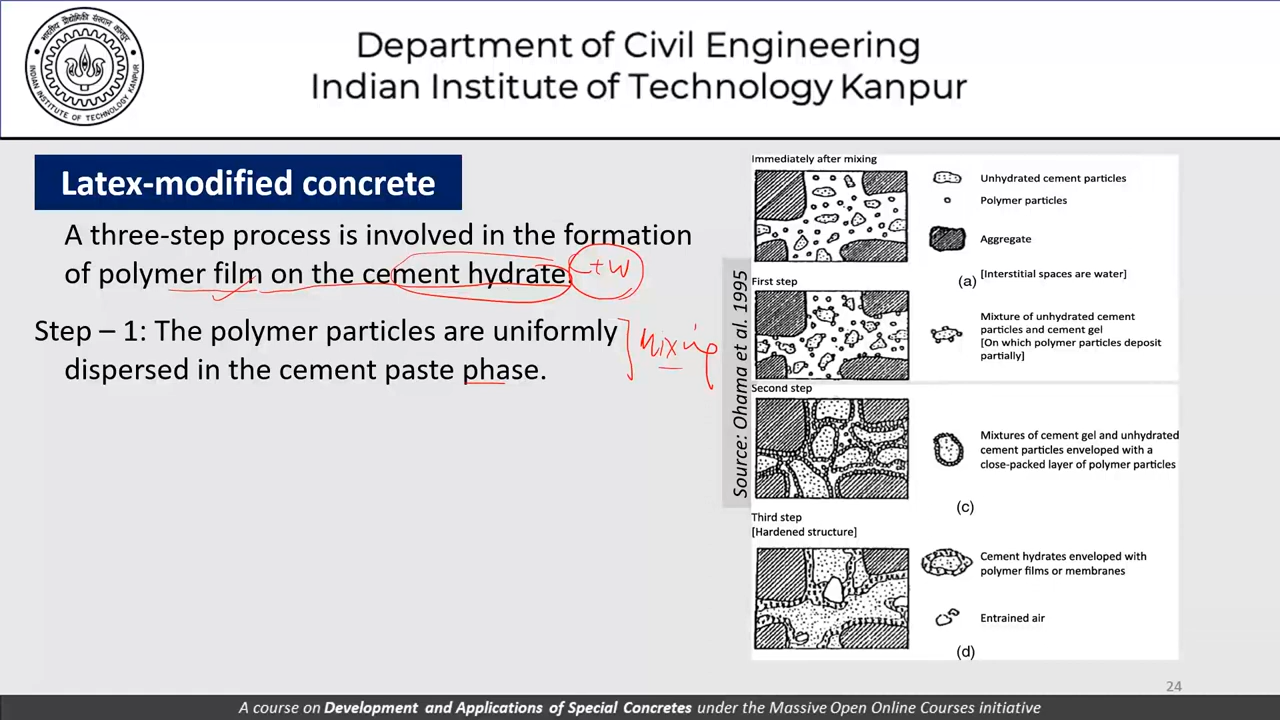 Department of Civil Engineering
Indian Institute of Technology Kanpur
INDIAN INSTITUTE OF TECHNOLOGY KANPUR
Latex-modified concrete
A three-step process is involved in the formation
of polymer film on the cement hydrate.
C+W
Step – 1: The polymer particles are uniformly
dispersed in the cement paste phase.
Mixing
Source: Ohama et al. 1995
Immediately after mixing
Unhydrated cement particles
Polymer particles
Aggregate
(a) [Interstitial spaces are water]
First step
Mixture of unhydrated cement
particles and cement gel
[On which polymer particles deposit
partially]
Second step
Mixtures of cement gel and unhydrated
cement particles enveloped with a
close-packed layer of polymer particles
(c)
Third step
[Hardened structure]
Cement hydrates enveloped with
polymer films or membranes
Entrained air
(d)
24
A course on Development and Applications of Special Concretes under the Massive Open Online Courses initiative